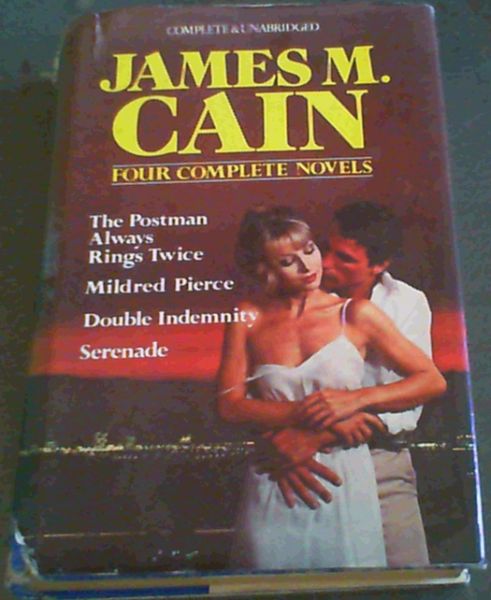 COMPLETE & UNABRIDGED
JAMES M.
CAIN
FOUR COMPLETE NOVELS
The Postman
Always
Rings Twice
Mildred Pierce
Double Indemnity
Serenade